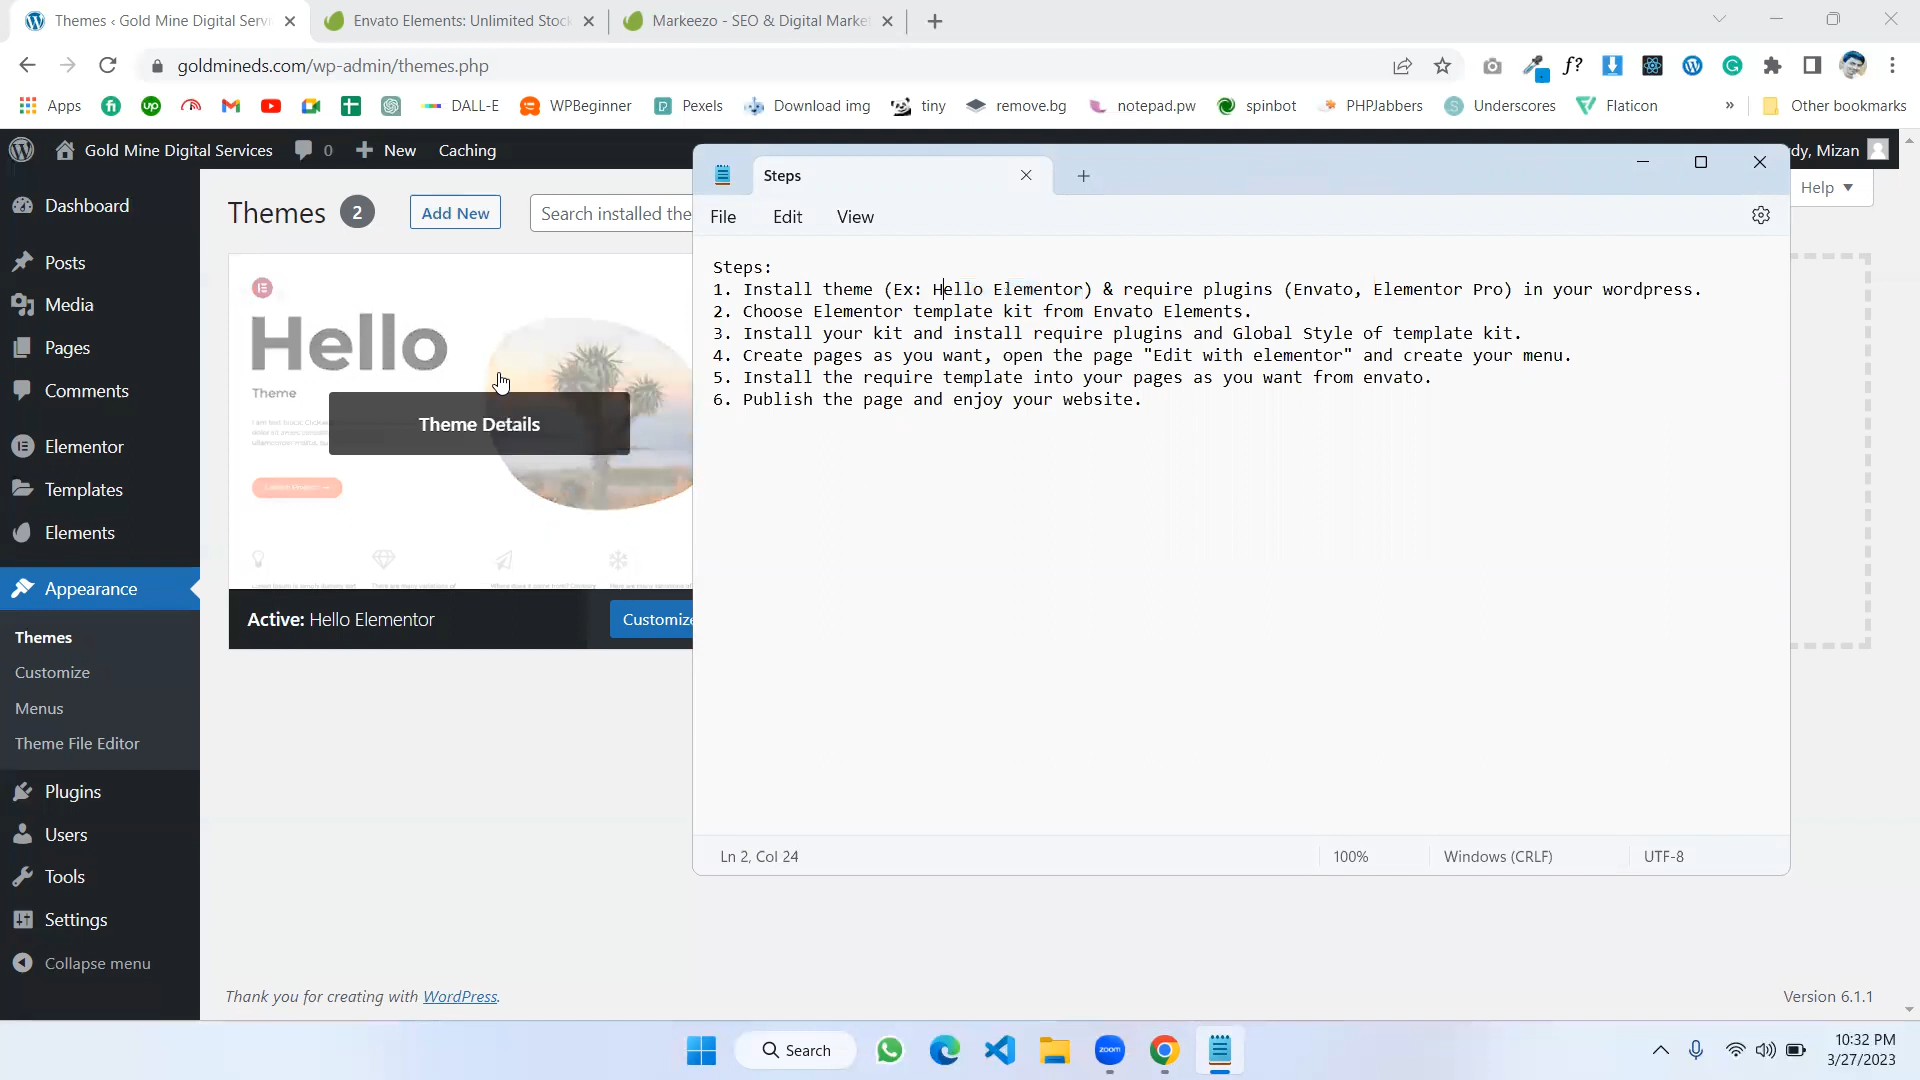 Themes ‹ Gold Mine Digital Servi
Envato Elements: Unlimited Stock
Markeezo - SEO & Digital Marke
goldmineds.com/wp-admin/themes.php
Apps
DALL-E
WPBeginner
Pexels
Download img
tiny
remove.bg
notepad.pw
spinbot
PHPJabbers
Underscores
Flaticon
»
Other bookmarks
Gold Mine Digital Services
0
New
Caching
dy, Mizan
Help
Dashboard
Posts
Media
Pages
Comments
Elementor
Templates
Elements
Appearance
Themes
Customize
Menus
Theme File Editor
Plugins
Users
Tools
Settings
Collapse menu
Themes 2
Add New
Search installed the
Hello
Theme
Theme Details
Active: Hello Elementor
Customize
Steps
File Edit View
Steps:
1. Install theme (Ex: Hello Elementor) & require plugins (Envato, Elementor Pro) in your wordpress.
2. Choose Elementor template kit from Envato Elements.
3. Install your kit and install require plugins and Global Style of template kit.
4. Create pages as you want, open the page "Edit with elementor" and create your menu.
5. Install the require template into your pages as you want from envato.
6. Publish the page and enjoy your website.
Ln 2, Col 24
100%
Windows (CRLF)
UTF-8
Thank you for creating with WordPress.
Version 6.1.1
Search
zoom
10:32 PM
3/27/2023